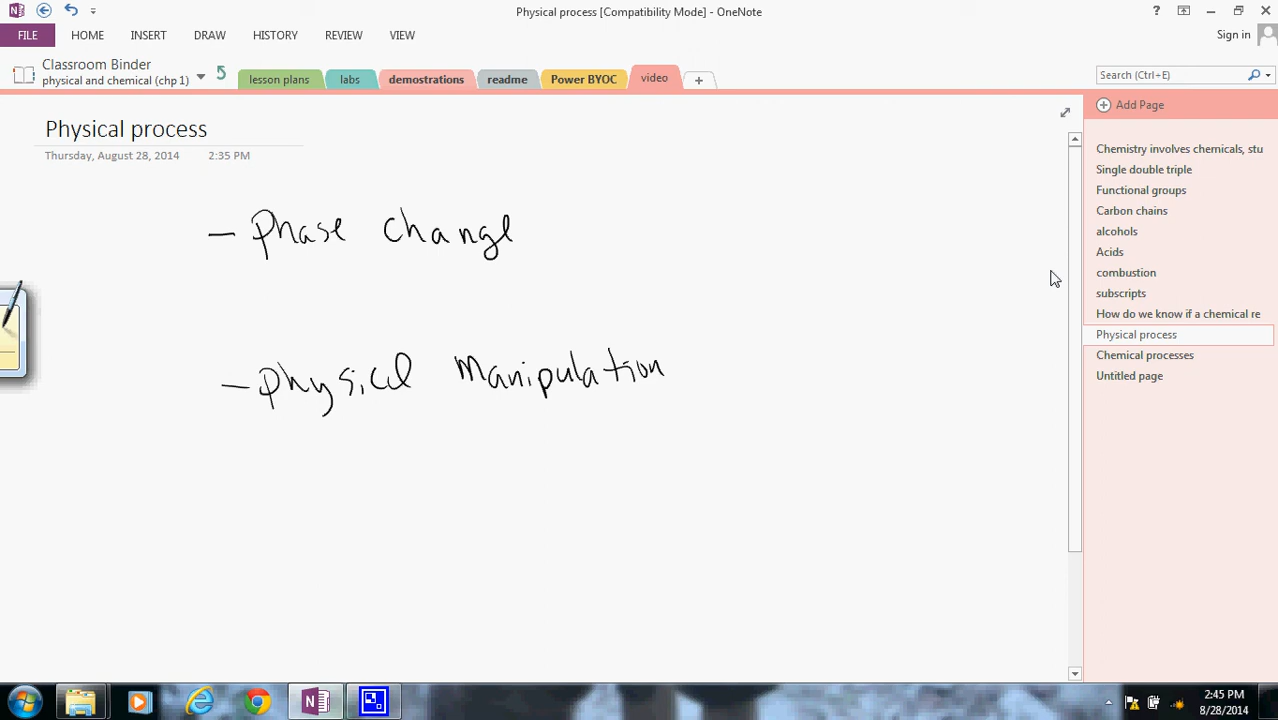 Physical process [Compatibility Mode] - OneNote
?
FILE HOME INSERT DRAW HISTORY REVIEW VIEW
Sign in
Classroom Binder
physical and chemical (chp 1)
lesson plans labs demostrations readme Power BYOC video +
Search (Ctrl+E)
Physical process
Thursday, August 28, 2014 2:35 PM
- Phase change
- Physical Manipulation
Add Page
Chemistry involves chemicals, stu
Single double triple
Functional groups
Carbon chains
alcohols
Acids
combustion
subscripts
How do we know if a chemical re
Physical process
Chemical processes
Untitled page
2:45 PM
8/28/2014